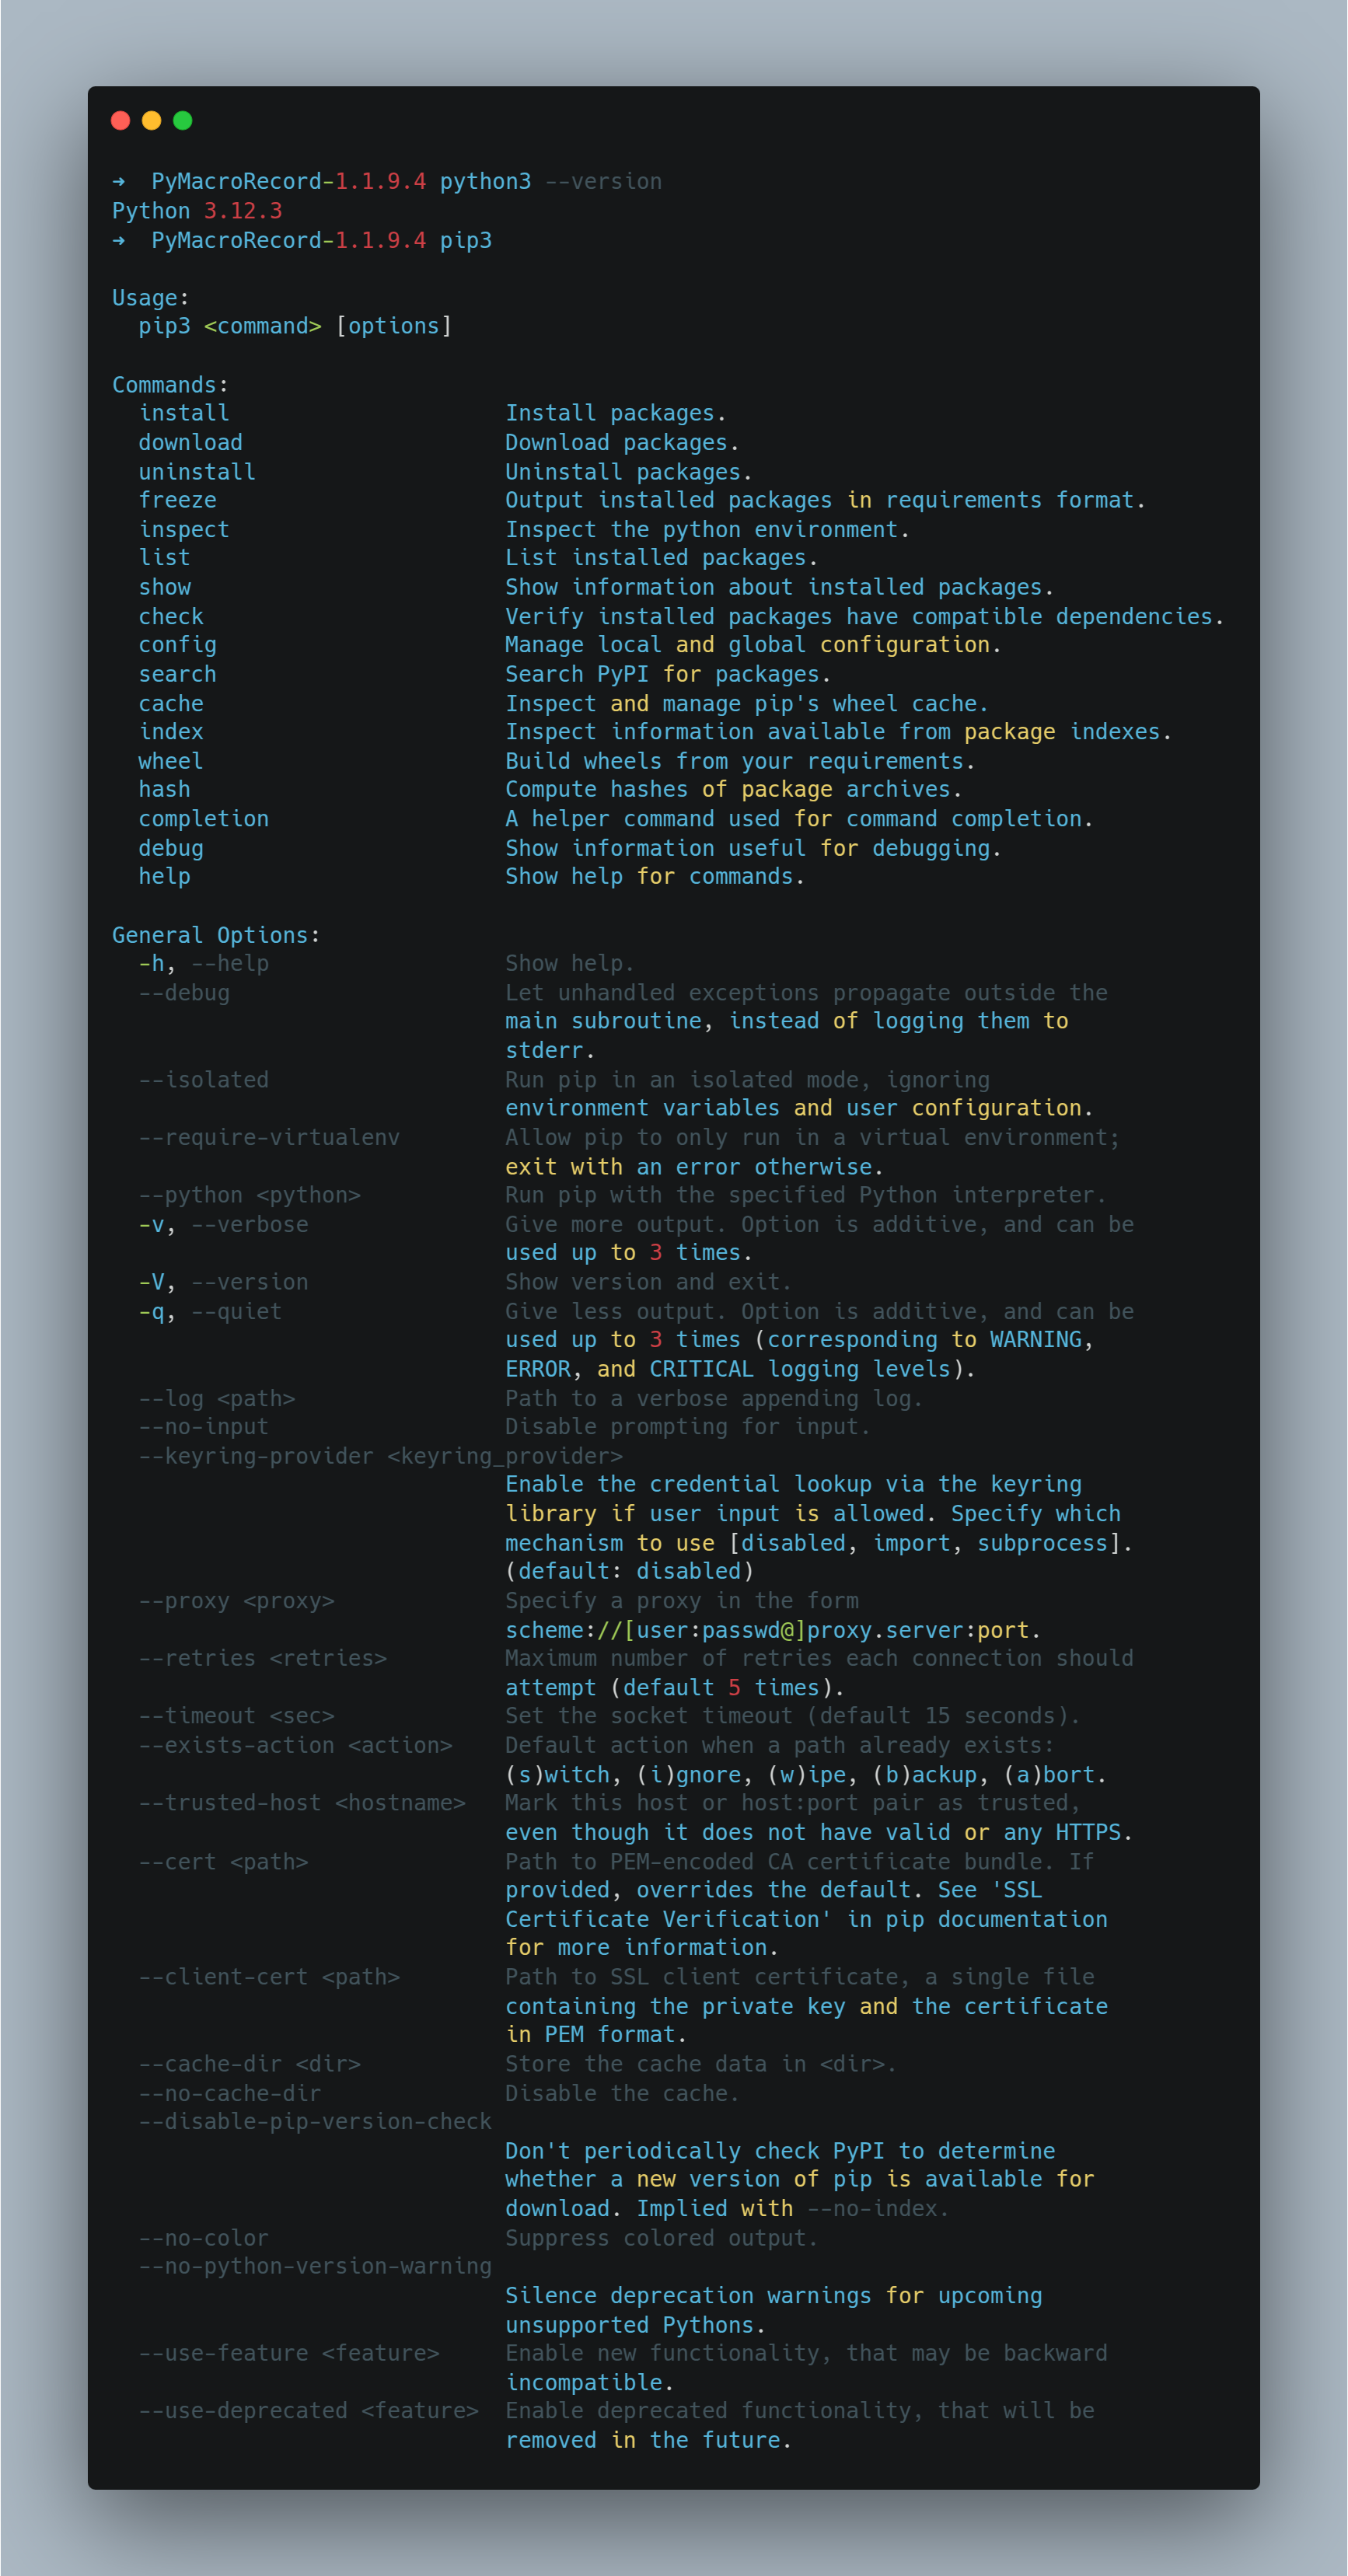 ➜  PyMacroRecord-1.1.9.4 python3 --version
Python 3.12.3
➜  PyMacroRecord-1.1.9.4 pip3

Usage:
  pip3 <command> [options]

Commands:
  install                     Install packages.
  download                    Download packages.
  uninstall                   Uninstall packages.
  freeze                      Output installed packages in requirements format.
  inspect                     Inspect the python environment.
  list                        List installed packages.
  show                        Show information about installed packages.
  check                       Verify installed packages have compatible dependencies.
  config                      Manage local and global configuration.
  search                      Search PyPI for packages.
  cache                       Inspect and manage pip's wheel cache.
  index                       Inspect information available from package indexes.
  wheel                       Build wheels from your requirements.
  hash                        Compute hashes of package archives.
  completion                  A helper command used for command completion.
  debug                       Show information useful for debugging.
  help                        Show help for commands.

General Options:
  -h, --help                  Show help.
  --debug                     Let unhandled exceptions propagate outside the
                              main subroutine, instead of logging them to
                              stderr.
  --isolated                  Run pip in an isolated mode, ignoring
                              environment variables and user configuration.
  --require-virtualenv        Allow pip to only run in a virtual environment;
                              exit with an error otherwise.
  --python <python>           Run pip with the specified Python interpreter.
  -v, --verbose               Give more output. Option is additive, and can be
                              used up to 3 times.
  -V, --version               Show version and exit.
  -q, --quiet                 Give less output. Option is additive, and can be
                              used up to 3 times (corresponding to WARNING,
                              ERROR, and CRITICAL logging levels).
  --log <path>                Path to a verbose appending log.
  --no-input                  Disable prompting for input.
  --keyring-provider <keyring_provider>
                              Enable the credential lookup via the keyring
                              library if user input is allowed. Specify which
                              mechanism to use [disabled, import, subprocess].
                              (default: disabled)
  --proxy <proxy>             Specify a proxy in the form
                              scheme://[user:passwd@]proxy.server:port.
  --retries <retries>         Maximum number of retries each connection should
                              attempt (default 5 times).
  --timeout <sec>             Set the socket timeout (default 15 seconds).
  --exists-action <action>    Default action when a path already exists:
                              (s)witch, (i)gnore, (w)ipe, (b)ackup, (a)bort.
  --trusted-host <hostname>   Mark this host or host:port pair as trusted,
                              even though it does not have valid or any HTTPS.
  --cert <path>               Path to PEM-encoded CA certificate bundle. If
                              provided, overrides the default. See 'SSL
                              Certificate Verification' in pip documentation
                              for more information.
  --client-cert <path>        Path to SSL client certificate, a single file
                              containing the private key and the certificate
                              in PEM format.
  --cache-dir <dir>           Store the cache data in <dir>.
  --no-cache-dir              Disable the cache.
  --disable-pip-version-check
                              Don't periodically check PyPI to determine
                              whether a new version of pip is available for
                              download. Implied with --no-index.
  --no-color                  Suppress colored output.
  --no-python-version-warning
                              Silence deprecation warnings for upcoming
                              unsupported Pythons.
  --use-feature <feature>     Enable new functionality, that may be backward
                              incompatible.
  --use-deprecated <feature>  Enable deprecated functionality, that will be
                              removed in the future.